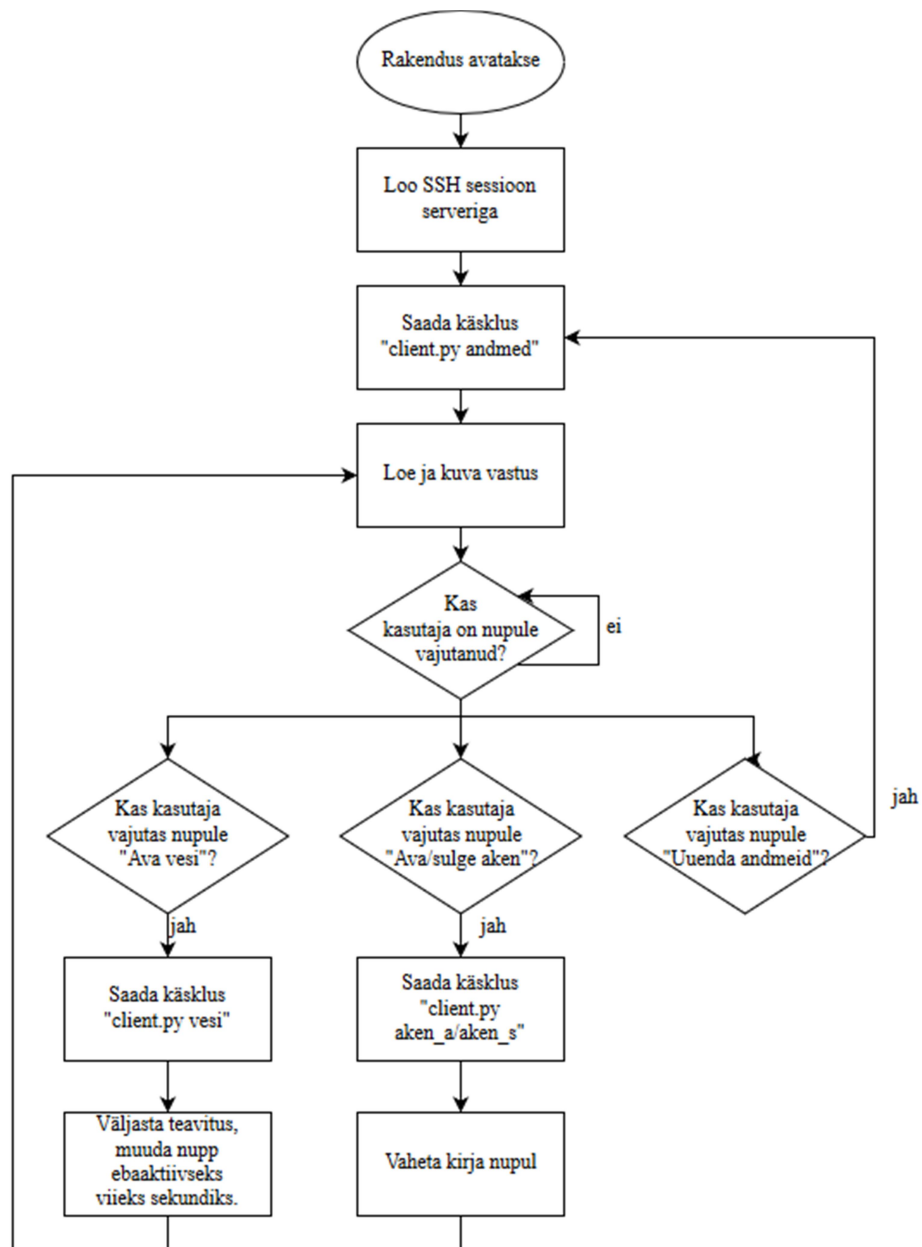 Rakendus avatakse
Loo SSH sessioon
serveriga
Saada käsklus
"client.py andmed"
Loe ja kuva vastus
Kas
kasutaja on nupule
vajutanud?
ei
Kas kasutaja
vajutas nupule
"Ava vesi"?
Kas kasutaja
vajutas nupule
"Ava/sulge aken"?
Kas kasutaja
vajutas nupule
"Uuenda andmeid"?
jah
jah
jah
Saada käsklus
"client.py vesi"
Saada käsklus
"client.py
aken_a/aken_s"
Väljasta teavitus,
muuda nupp
ebaaktiivseks
viieks sekundiks.
Vaheta kirja nupul